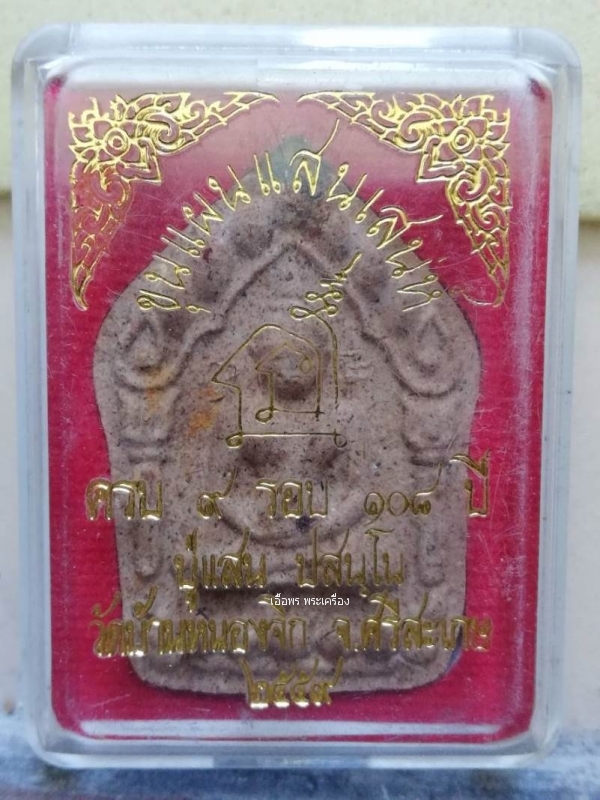 ขุนแผนแสนเสน่ห์
ครบ ๙ รอบ ๑๐๘ ปี
ปู่แสน ปสนฺโน
เอื้อพร พระเครื่อง
วัดบ้านหนองจิก จ.ศรีสะเกษ
๒๕๕๙